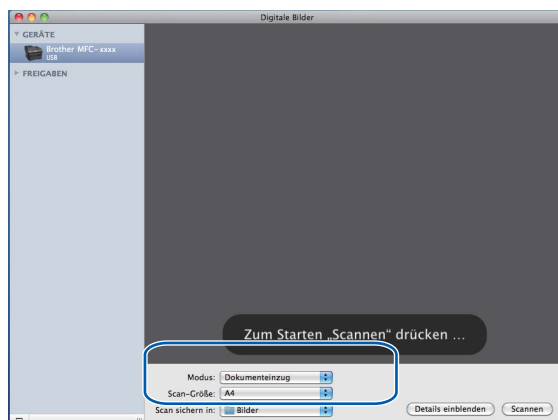 Digitale Bilder
GERÄTE
Brother MFC-xxxx
USB
FREIGABEN
Zum Starten „Scannen“ drücken ...
Modus: Dokumenteinzug
Scan-Größe: A4
Scan sichern in: Bilder
Details einblenden
Scannen